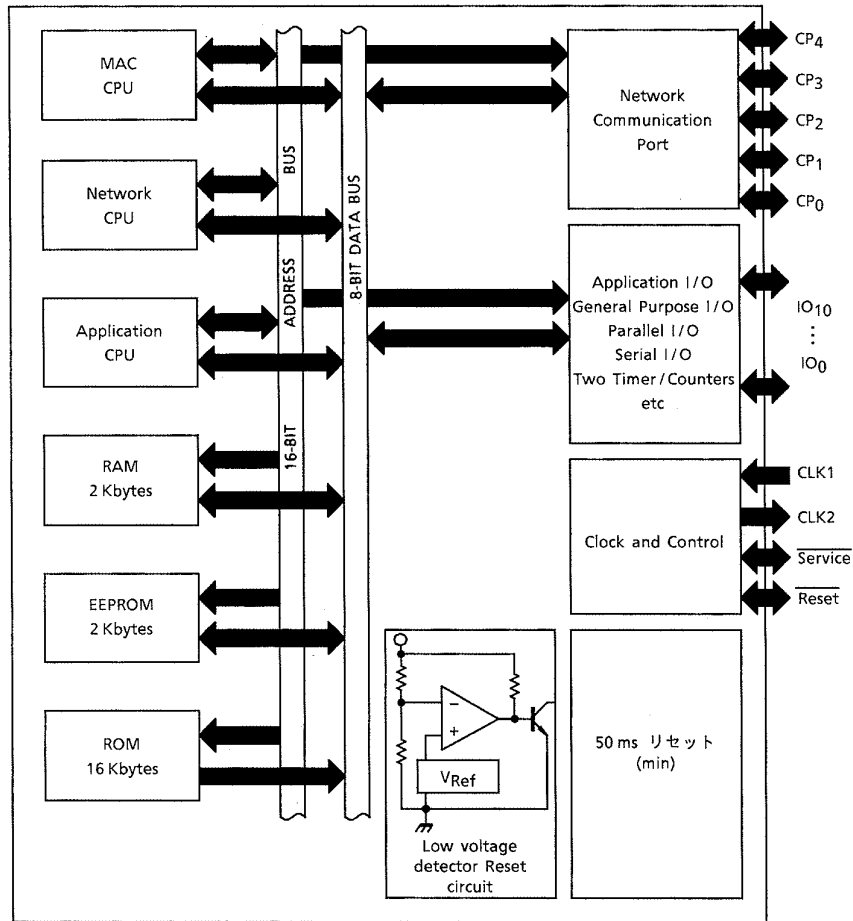 MAC
CPU
Network
CPU
Application
CPU
RAM
2 Kbytes
EEPROM
2 Kbytes
ROM
16 Kbytes
16-BIT ADDRESS BUS
8-BIT DATA BUS
Network
Communication
Port
CP4
CP3
CP2
CP1
CP0
Application I/O
General Purpose I/O
Parallel I/O
Serial I/O
Two Timer/Counters
etc
IO10
⋮
IO0
Clock and Control
CLK1
CLK2
Service
Reset
−
+
VRef
Low voltage
detector Reset
circuit
50 ms リセット
(min)